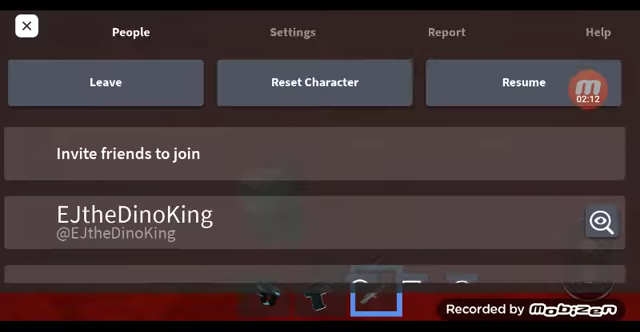 People
Settings
Report
Help
Leave
Reset Character
Resume
02:12
Invite friends to join
EJtheDinoKing
@EJtheDinoKing
Recorded by mobizen